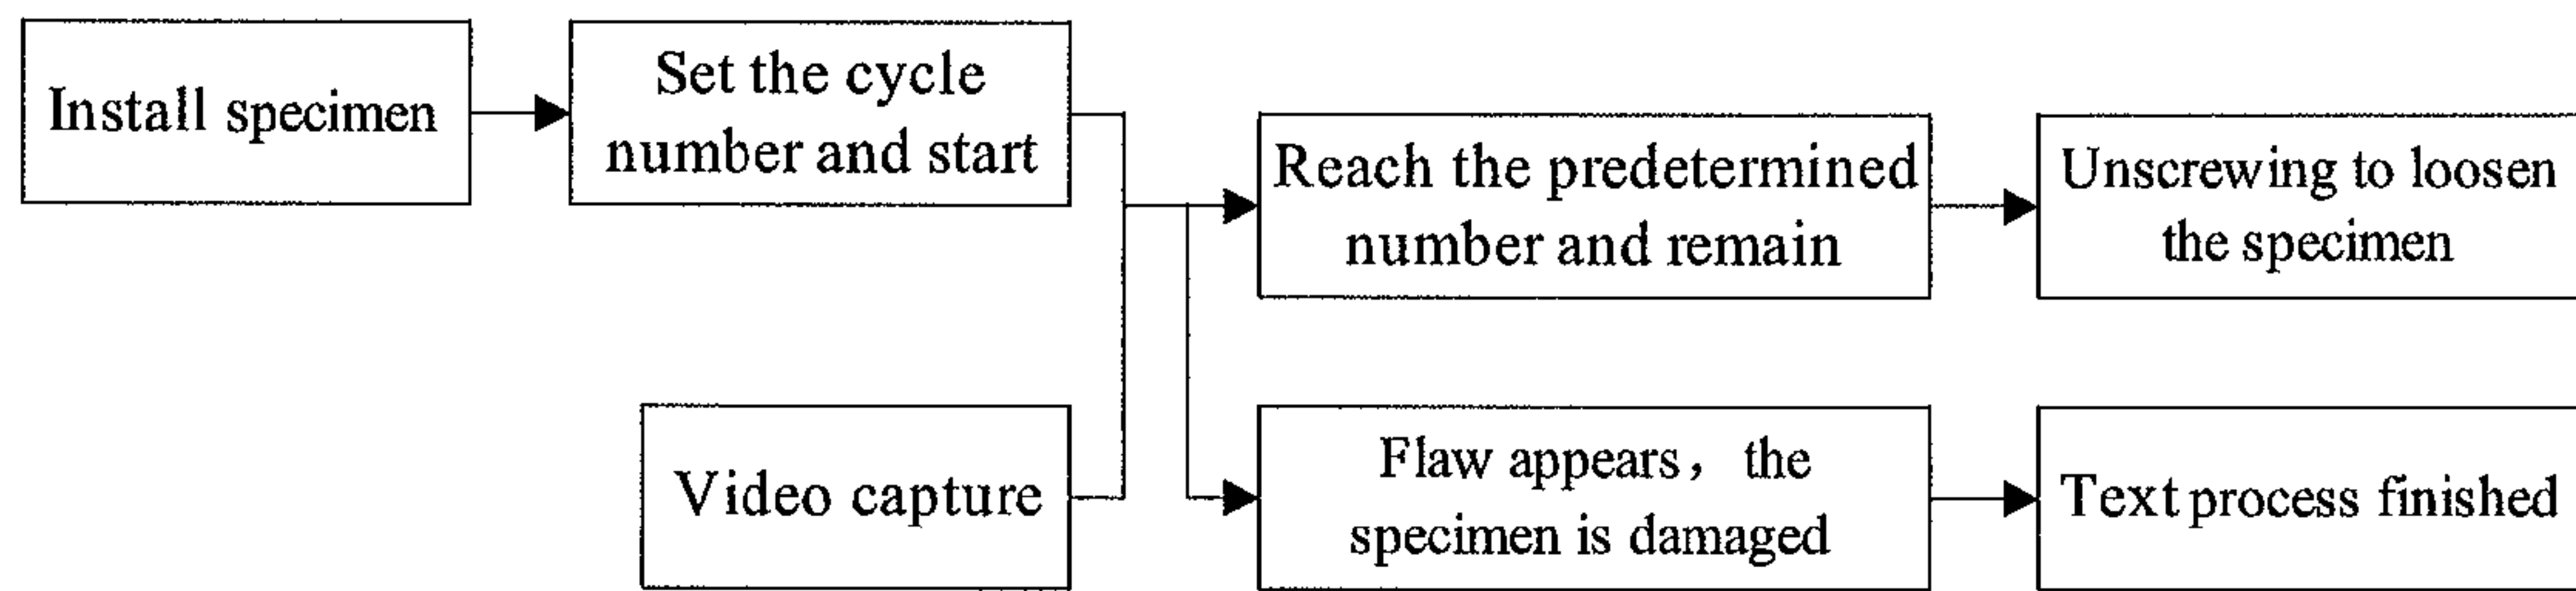 Install specimen
Set the cycle
number and start
Reach the predetermined
number and remain
Unscrewing to loosen
the specimen
Video capture
Flaw appears, the
specimen is damaged
Text process finished